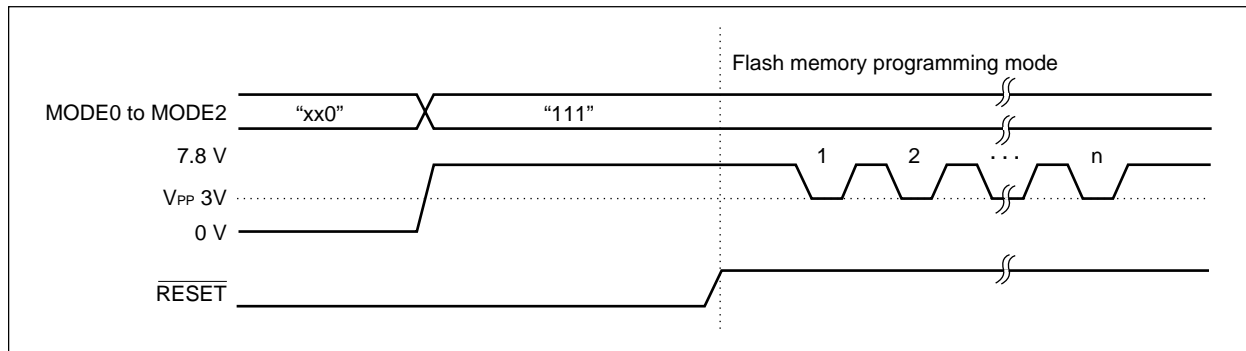 Flash memory programming mode
MODE0 to MODE2 “xx0” “111”
7.8 V 1 2 · · · n
VPP 3V
0 V
RESET